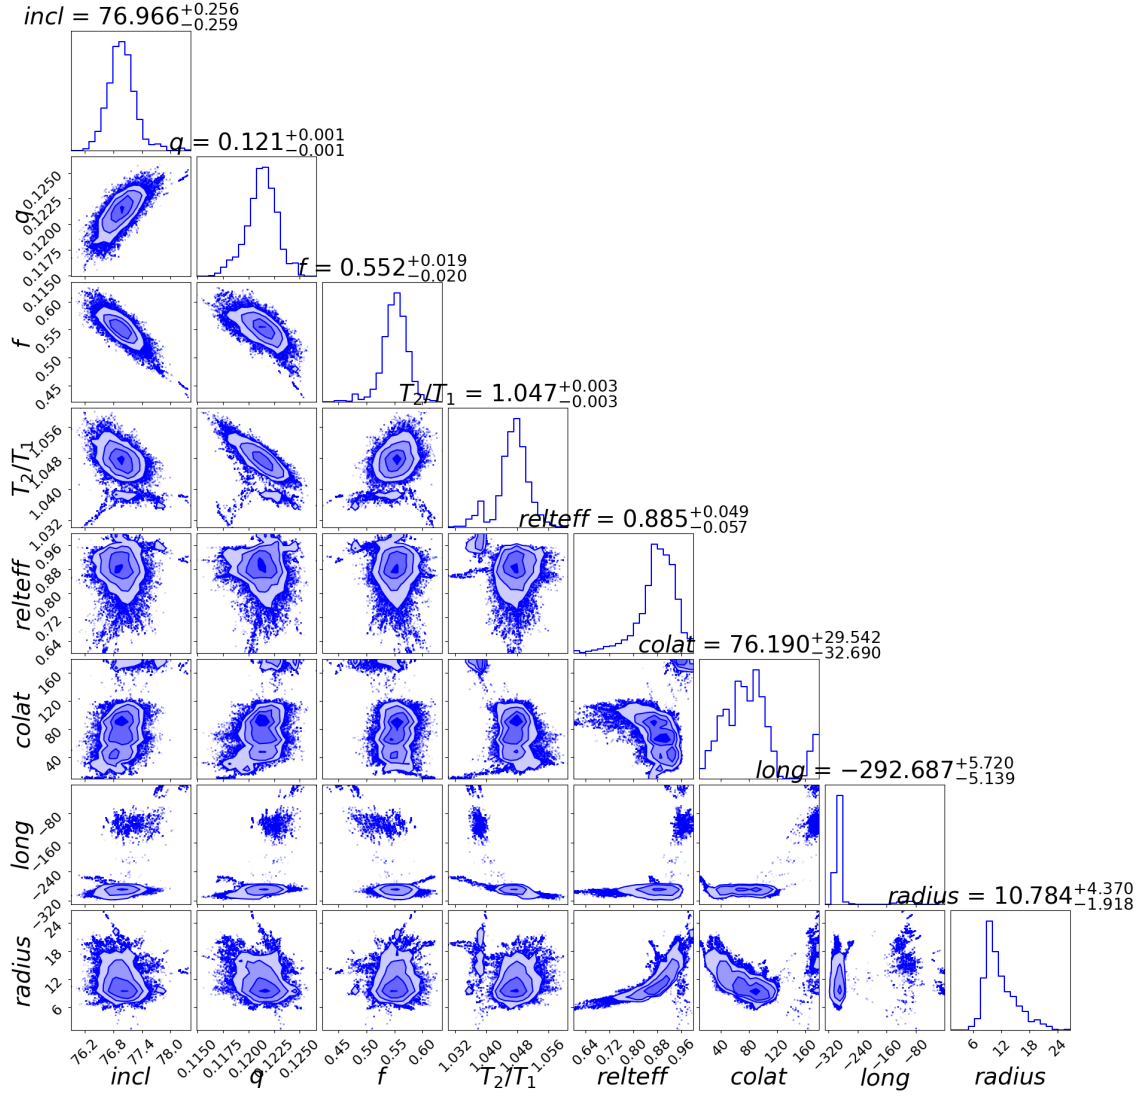 incl = 76.966+0.256−0.259
q = 0.121+0.001−0.001
f = 0.552+0.019−0.020
T2/T1 = 1.047+0.003−0.003
relteff = 0.885+0.049−0.057
colat = 76.190+29.542−32.690
long = −292.687+5.720−5.139
radius = 10.784+4.370−1.918
q
0.1250
0.1225
0.1200
0.1175
0.1150
f
0.60
0.55
0.50
0.45
T2/T1
1.056
1.048
1.040
1.032
relteff
0.96
0.88
0.80
0.72
0.64
colat
160
120
80
40
long
−80
−160
−240
−320
radius
24
18
12
6
76.2 76.8 77.4 78.0
0.1150 0.1175 0.1200 0.1225 0.1250
0.45 0.50 0.55 0.60
1.032 1.040 1.048 1.056
0.64 0.72 0.80 0.88 0.96
40 80 120 160
−320 −240 −160 −80
6 12 18 24
incl q f T2/T1 relteff colat long radius